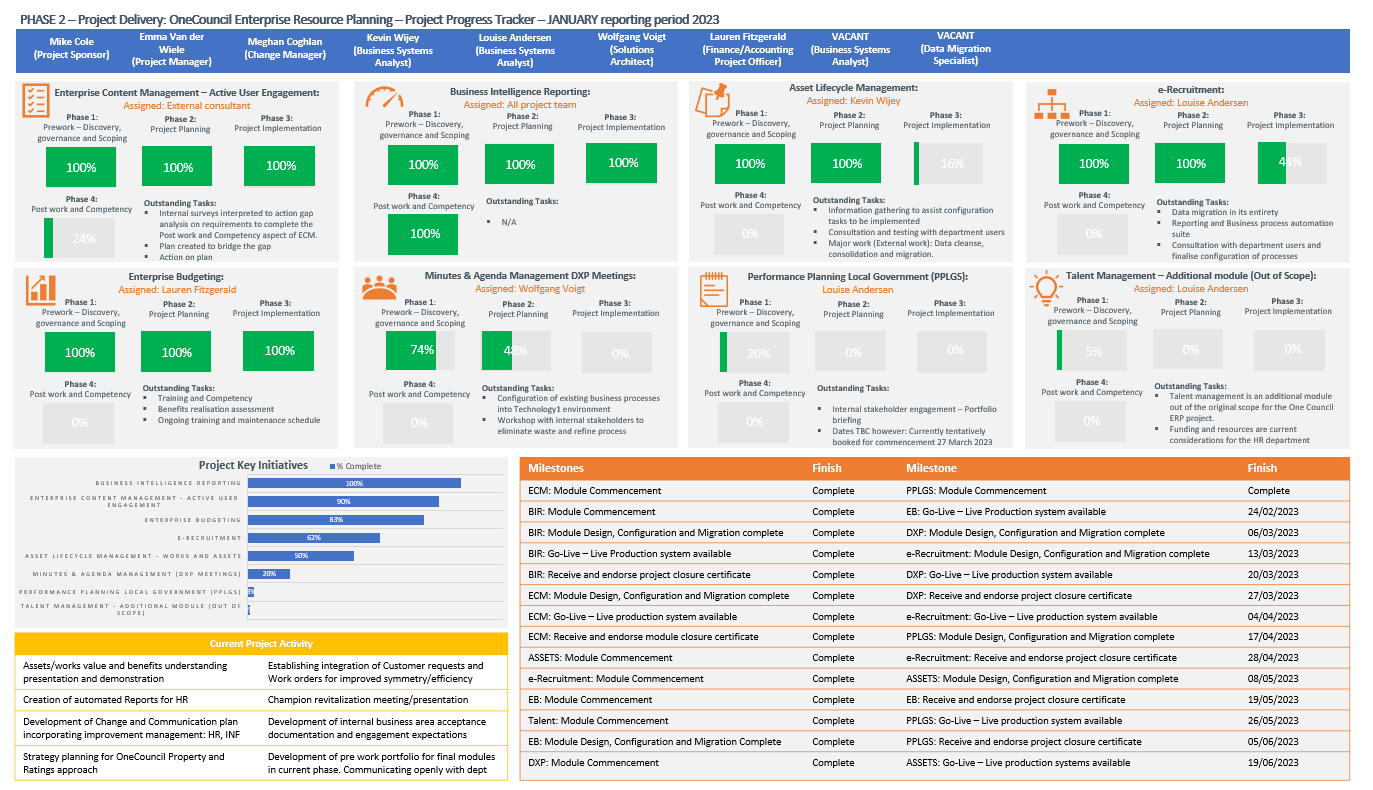 PHASE 2 – Project Delivery: OneCouncil Enterprise Resource Planning – Project Progress Tracker – JANUARY reporting period 2023
Mike Cole
(Project Sponsor)
Emma Van der
Wiele
(Project Manager)
Meghan Coghlan
(Change Manager)
Kevin Wijey
(Business Systems
Analyst)
Louise Andersen
(Business Systems
Analyst)
Wolfgang Voigt
(Solutions
Architect)
Lauren Fitzgerald
(Finance/Accounting
Project Officer)
VACANT
(Business Systems
Analyst)
VACANT
(Data Migration
Specialist)
Enterprise Content Management – Active User Engagement:
Assigned: External consultant
Phase 1:
Prework – Discovery,
governance and Scoping
100%
Phase 2:
Project Planning
100%
Phase 3:
Project Implementation
100%
Phase 4:
Post work and Competency
24%
Outstanding Tasks:
▪ Internal surveys interpreted to action gap
analysis on requirements to complete the
Post work and Competency aspect of ECM.
▪ Plan created to bridge the gap
▪ Action on plan
Business Intelligence Reporting:
Assigned: All project team
Phase 1:
Prework – Discovery,
governance and Scoping
100%
Phase 2:
Project Planning
100%
Phase 3:
Project Implementation
100%
Phase 4:
Post work and Competency
100%
Outstanding Tasks:
▪ N/A
Asset Lifecycle Management:
Assigned: Kevin Wijey
Phase 1:
Prework – Discovery,
governance and Scoping
100%
Phase 2:
Project Planning
100%
Phase 3:
Project Implementation
16%
Phase 4:
Post work and Competency
0%
Outstanding Tasks:
▪ Information gathering to assist configuration
tasks to be implemented
▪ Consultation and testing with department users
▪ Major work (External work): Data cleanse,
consolidation and migration.
e-Recruitment:
Assigned: Louise Andersen
Phase 1:
Prework – Discovery,
governance and Scoping
100%
Phase 2:
Project Planning
100%
Phase 3:
Project Implementation
44%
Phase 4:
Post work and Competency
0%
Outstanding Tasks:
▪ Data migration in its entirety
▪ Reporting and Business process automation
suite
▪ Consultation with department users and
finalise configuration of processes
Enterprise Budgeting:
Assigned: Lauren Fitzgerald
Phase 1:
Prework – Discovery,
governance and Scoping
100%
Phase 2:
Project Planning
100%
Phase 3:
Project Implementation
100%
Phase 4:
Post work and Competency
0%
Outstanding Tasks:
▪ Training and Competency
▪ Benefits realisation assessment
▪ Ongoing training and maintenance schedule
Minutes & Agenda Management DXP Meetings:
Assigned: Wolfgang Voigt
Phase 1:
Prework – Discovery,
governance and Scoping
74%
Phase 2:
Project Planning
48%
Phase 3:
Project Implementation
0%
Phase 4:
Post work and Competency
0%
Outstanding Tasks:
▪ Configuration of existing business processes
into Technology1 environment
▪ Workshop with internal stakeholders to
eliminate waste and refine process
Performance Planning Local Government (PPLGS):
Louise Andersen
Phase 1:
Prework – Discovery,
governance and Scoping
20%
Phase 2:
Project Planning
0%
Phase 3:
Project Implementation
0%
Phase 4:
Post work and Competency
0%
Outstanding Tasks:
▪ Internal stakeholder engagement – Portfolio
briefing
▪ Dates TBC however: Currently tentatively
booked for commencement 27 March 2023
Talent Management – Additional module (Out of Scope):
Assigned: Louise Andersen
Phase 1:
Prework – Discovery,
governance and Scoping
5%
Phase 2:
Project Planning
0%
Phase 3:
Project Implementation
0%
Phase 4:
Post work and Competency
0%
Outstanding Tasks:
▪ Talent management is an additional module
out of the original scope for the One Council
ERP project.
▪ Funding and resources are current
considerations for the HR department
Project Key Initiatives
% Complete
BUSINESS INTELLIGENCE REPORTING 100%
ENTERPRISE CONTENT MANAGEMENT - ACTIVE USER
ENGAGEMENT 90%
ENTERPRISE BUDGETING 83%
E-RECRUITMENT 62%
ASSET LIFECYCLE MANAGEMENT - WORKS AND ASSETS 50%
MINUTES & AGENDA MANAGEMENT (DXP MEETINGS) 20%
PERFORMANCE PLANNING LOCAL GOVERNMENT (PPLGS)
TALENT MANAGEMENT - ADDITIONAL MODULE (OUT OF
SCOPE)
Current Project Activity
Assets/works value and benefits understanding
presentation and demonstration
Establishing integration of Customer requests and
Work orders for improved symmetry/efficiency
Creation of automated Reports for HR
Champion revitalization meeting/presentation
Development of Change and Communication plan
incorporating improvement management: HR, INF
Development of internal business area acceptance
documentation and engagement expectations
Strategy planning for OneCouncil Property and
Ratings approach
Development of pre work portfolio for final modules
in current phase. Communicating openly with dept
Milestones Finish Milestone Finish
ECM: Module Commencement Complete PPLGS: Module Commencement Complete
BIR: Module Commencement Complete EB: Go-Live – Live Production system available 24/02/2023
BIR: Module Design, Configuration and Migration complete Complete DXP: Module Design, Configuration and Migration complete 06/03/2023
BIR: Go-Live – Live Production system available Complete e-Recruitment: Module Design, Configuration and Migration complete 13/03/2023
BIR: Receive and endorse project closure certificate Complete DXP: Go-Live – Live production system available 20/03/2023
ECM: Module Design, Configuration and Migration complete Complete DXP: Receive and endorse project closure certificate 27/03/2023
ECM: Go-Live – Live production system available Complete e-Recruitment: Go-Live – Live production system available 04/04/2023
ECM: Receive and endorse module closure certificate Complete PPLGS: Module Design, Configuration and Migration complete 17/04/2023
ASSETS: Module Commencement Complete e-Recruitment: Receive and endorse project closure certificate 28/04/2023
e-Recruitment: Module Commencement Complete ASSETS: Module Design, Configuration and Migration complete 08/05/2023
EB: Module Commencement Complete EB: Receive and endorse project closure certificate 19/05/2023
Talent: Module Commencement Complete PPLGS: Go-Live – Live production system available 26/05/2023
EB: Module Design, Configuration and Migration Complete Complete PPLGS: Receive and endorse project closure certificate 05/06/2023
DXP: Module Commencement Complete ASSETS: Go-Live – Live production systems available 19/06/2023